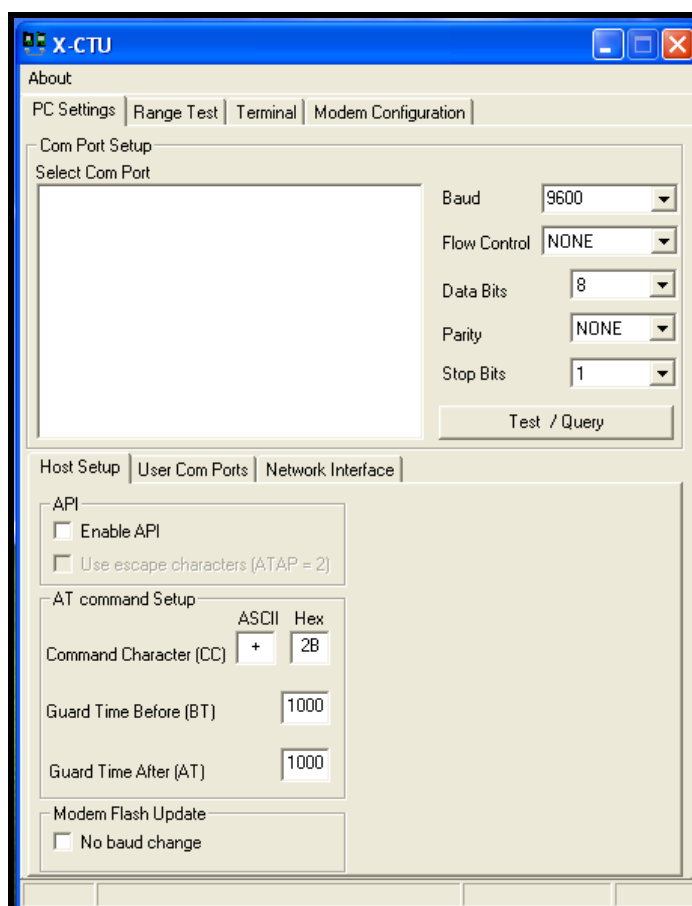 X-CTU
About
PC Settings Range Test Terminal Modem Configuration
Com Port Setup
Select Com Port
Baud 9600
Flow Control NONE
Data Bits 8
Parity NONE
Stop Bits 1
Test / Query
Host Setup User Com Ports Network Interface
API
Enable API
Use escape characters (ATAP = 2)
AT command Setup
ASCII Hex
Command Character (CC) + 2B
Guard Time Before (BT) 1000
Guard Time After (AT) 1000
Modem Flash Update
No baud change